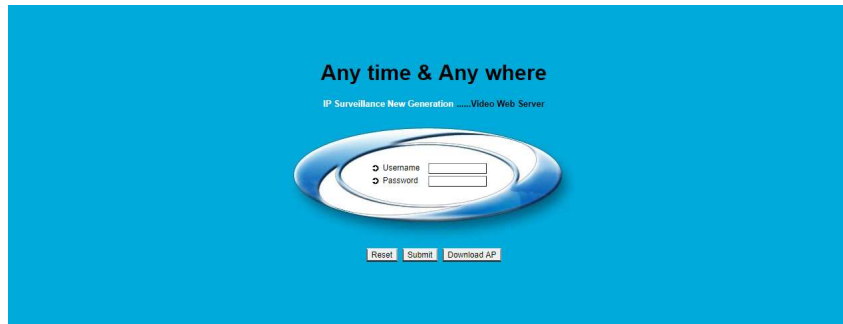 Any time & Any where
IP Surveillance New Generation ......Video Web Server
Username
Password
Reset Submit Download AP